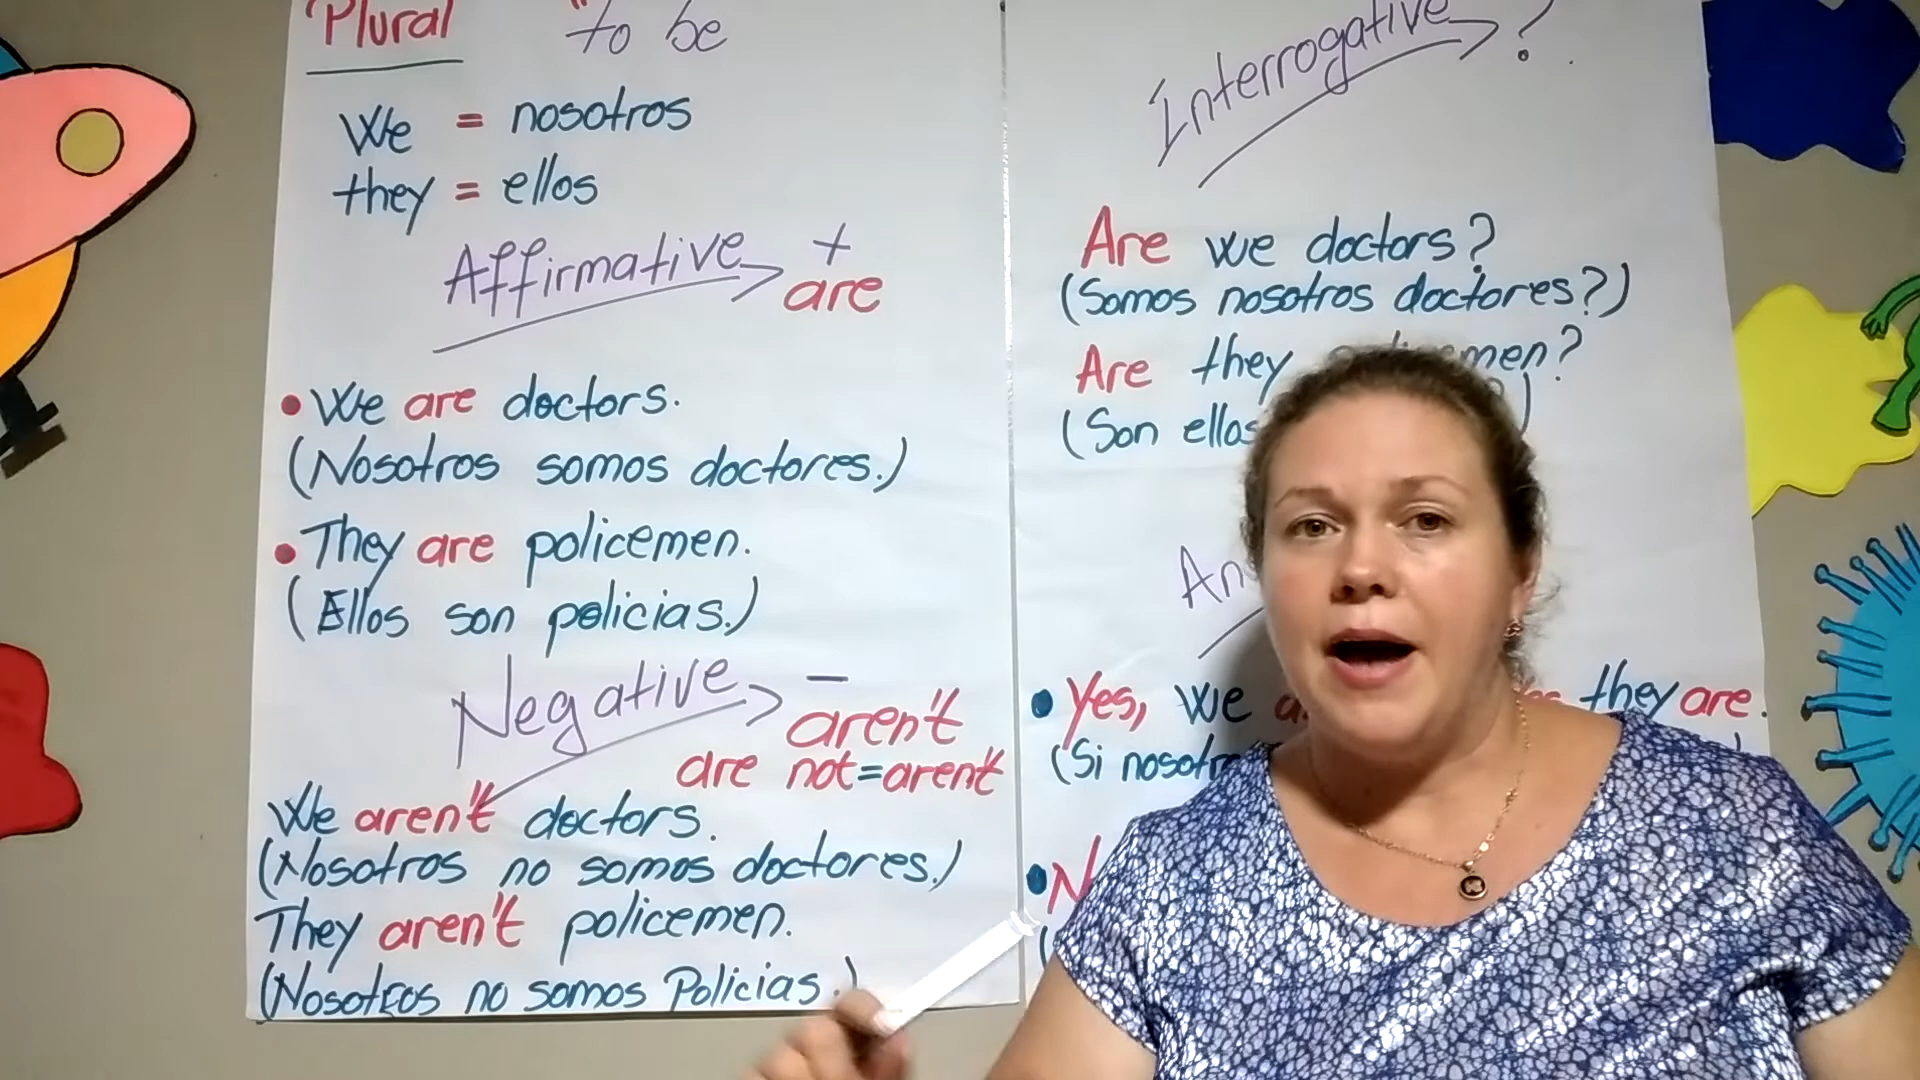 Plural "to be
We = nosotros
they = ellos
Affirmative +
are
• We are doctors.
(Nosotros somos doctores.)
• They are policemen.
(Ellos son policias.)
Negative -
aren't
are not=aren't
We aren't doctors.
(Nosotros no somos doctores.)
They aren't policemen.
(Nosotros no somos Policias.)
Interrogative ?
Are we doctors?
(Somos nosotros doctores?)
Are they
(Son ellos
• Yes, we they are.
(Si